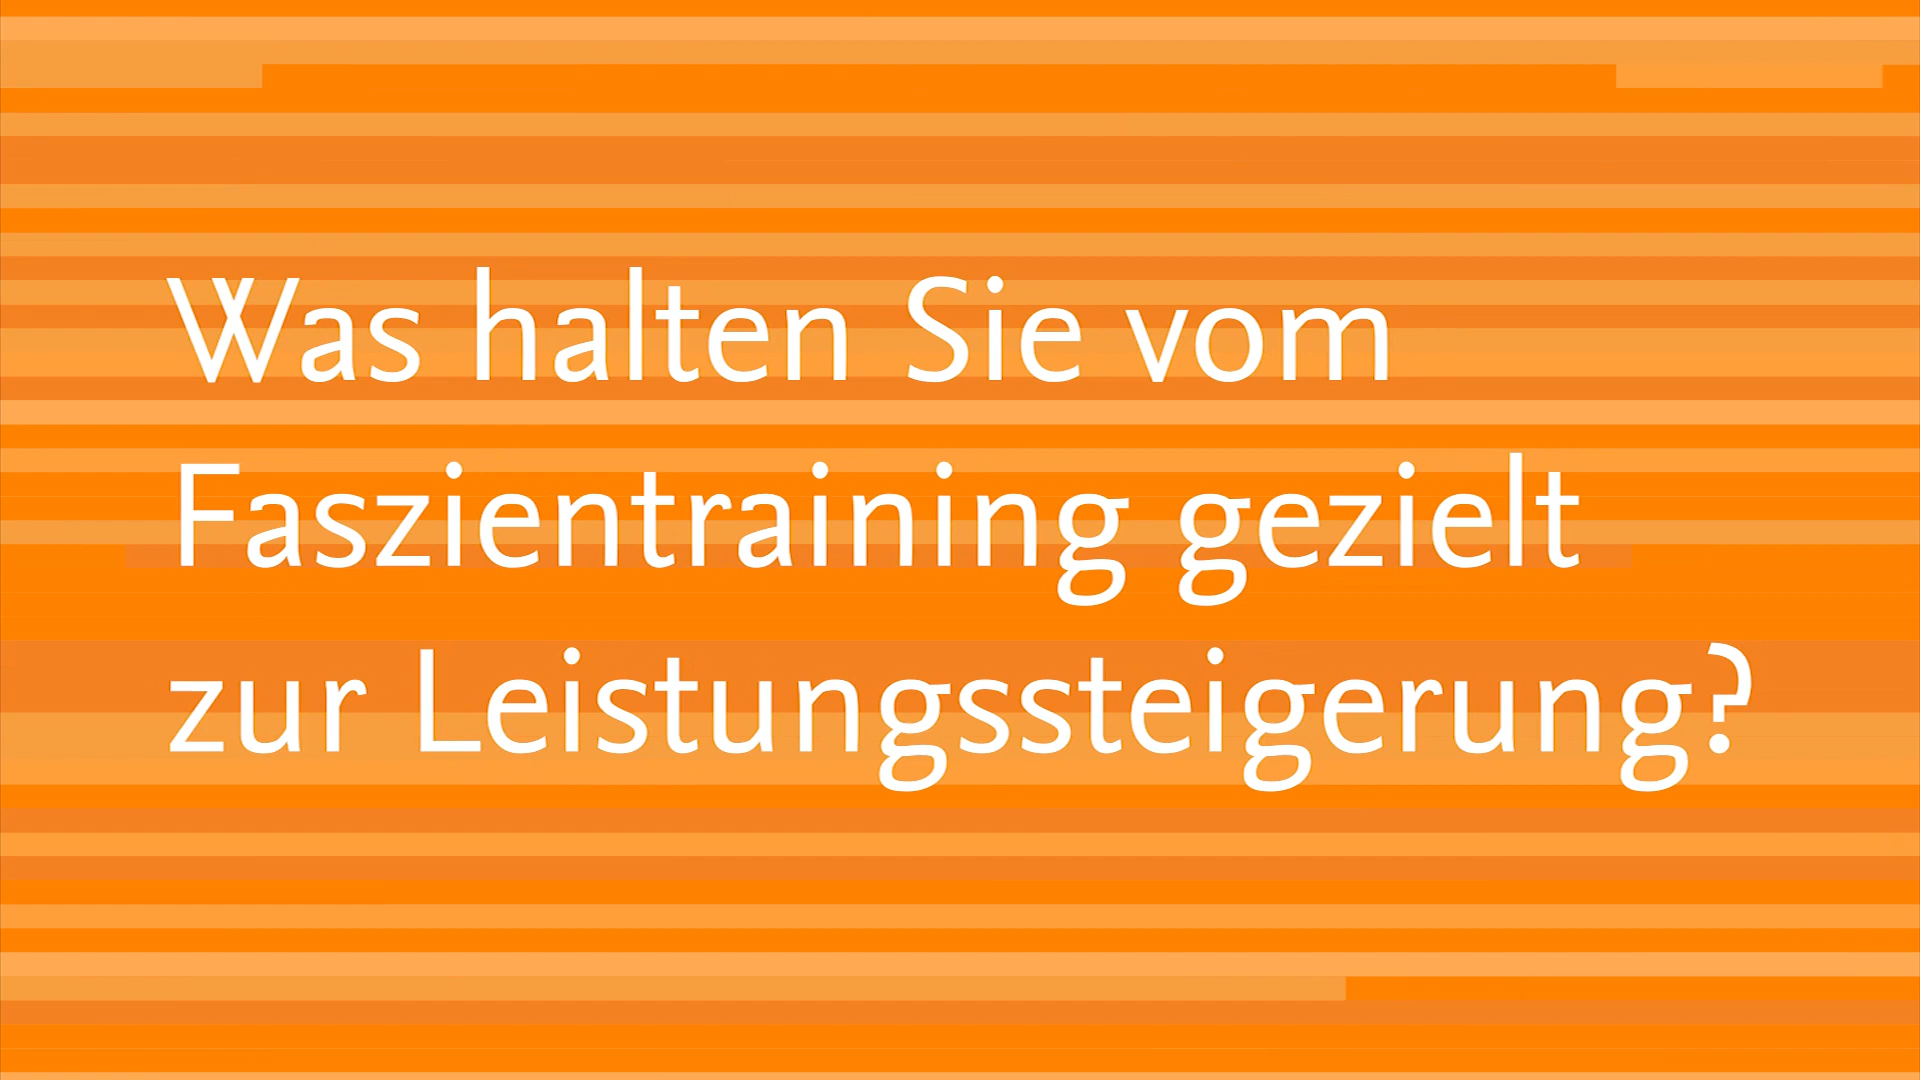 Was halten Sie vom
Faszientraining gezielt
zur Leistungssteigerung?